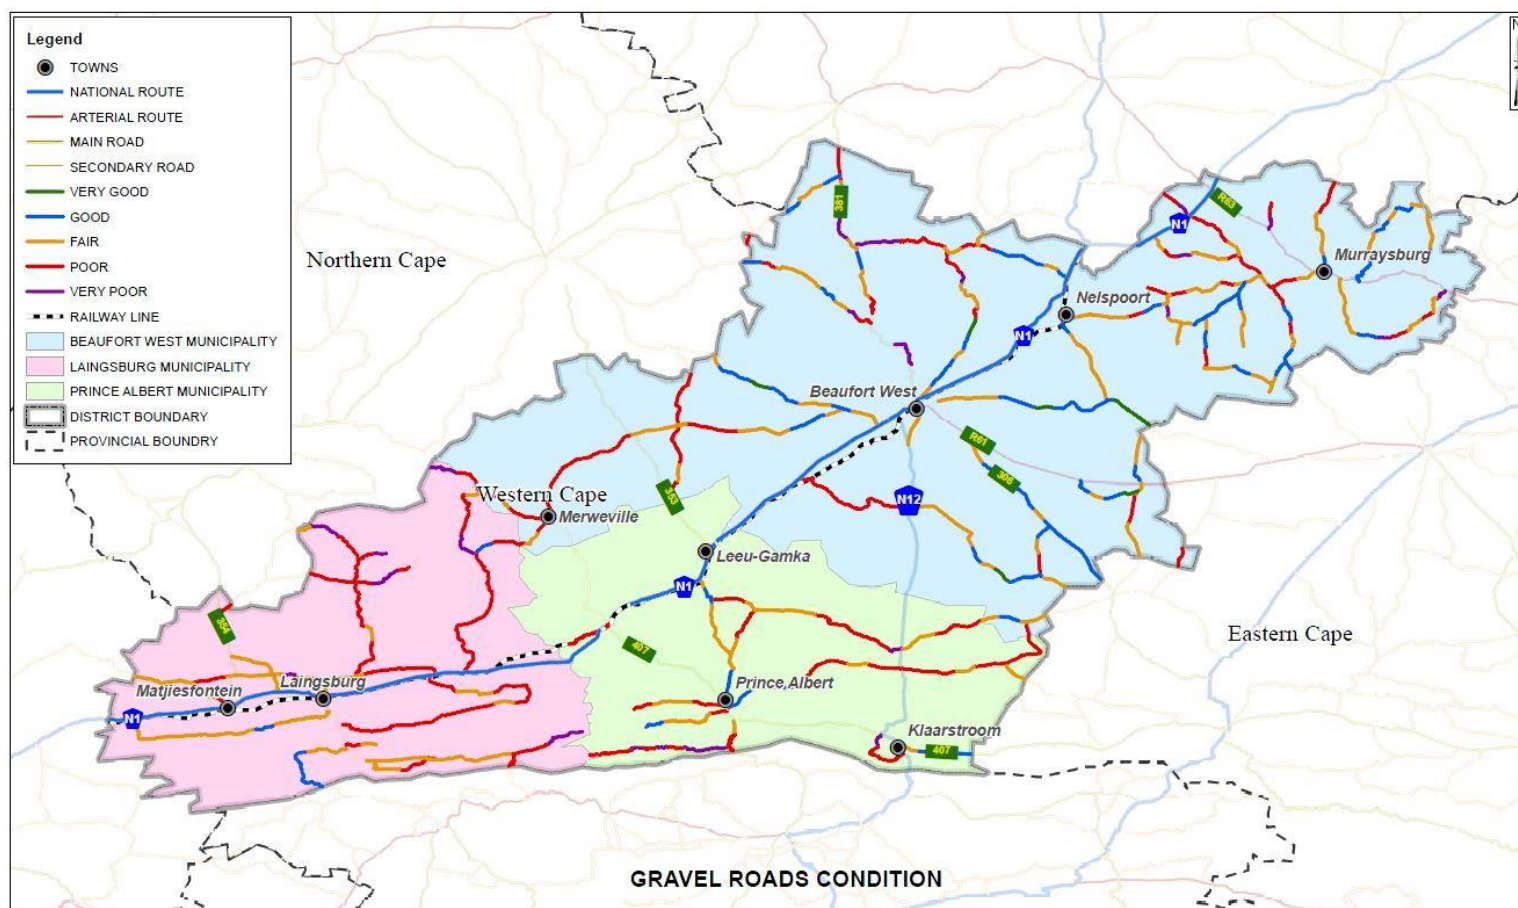 Legend
TOWNS
NATIONAL ROUTE
ARTERIAL ROUTE
MAIN ROAD
SECONDARY ROAD
VERY GOOD
GOOD
FAIR
POOR
VERY POOR
RAILWAY LINE
BEAUFORT WEST MUNICIPALITY
LAINGSBURG MUNICIPALITY
PRINCE ALBERT MUNICIPALITY
DISTRICT BOUNDARY
PROVINCIAL BOUNDRY
N
381
R63
N1
Northern Cape
Murraysburg
Nelspoort
N1
Beaufort West
R61
306
353
N12
Western Cape
Merweville
Leeu-Gamka
N1
354
407
Eastern Cape
Laingsburg
Matjiesfontein
Prince Albert
N1
Klaarstroom
407
GRAVEL ROADS CONDITION